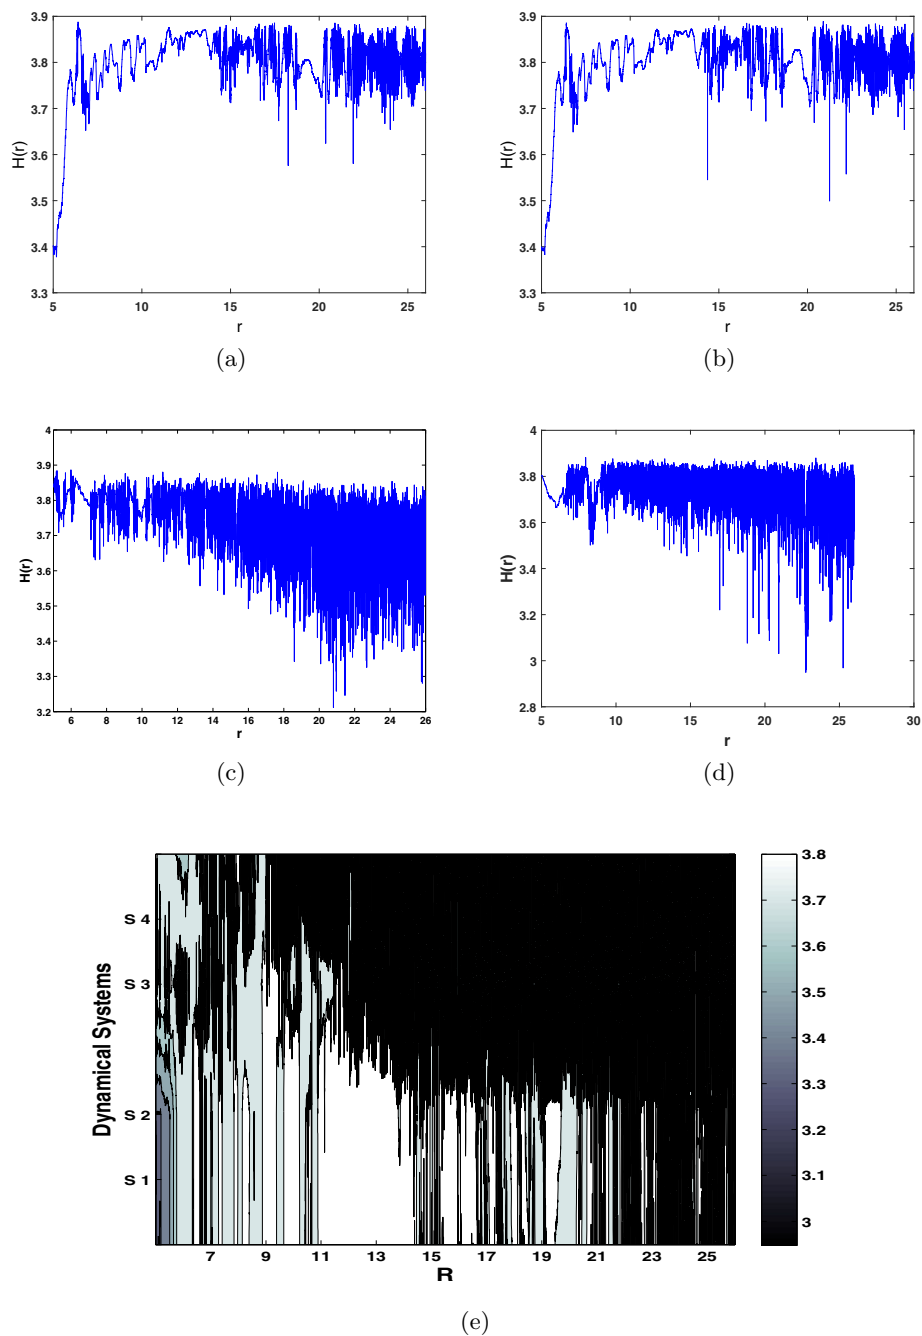 3.9
3.8
3.7
3.6
3.5
3.4
3.3
H(r)
5 10 15 20 25
r
(a)
3.9
3.8
3.7
3.6
3.5
3.4
3.3
H(r)
5 10 15 20 25
r
(b)
4
3.9
3.8
3.7
3.6
3.5
3.4
3.3
3.2
H(r)
6 8 10 12 14 16 18 20 22 24 26
r
(c)
4
3.8
3.6
3.4
3.2
3
2.8
H(r)
5 10 15 20 25 30
r
(d)
Dynamical Systems
S 4
S 3
S 2
S 1
7 9 11 13 15 17 19 21 23 25
R
3.8
3.7
3.6
3.5
3.4
3.3
3.2
3.1
3
(e)